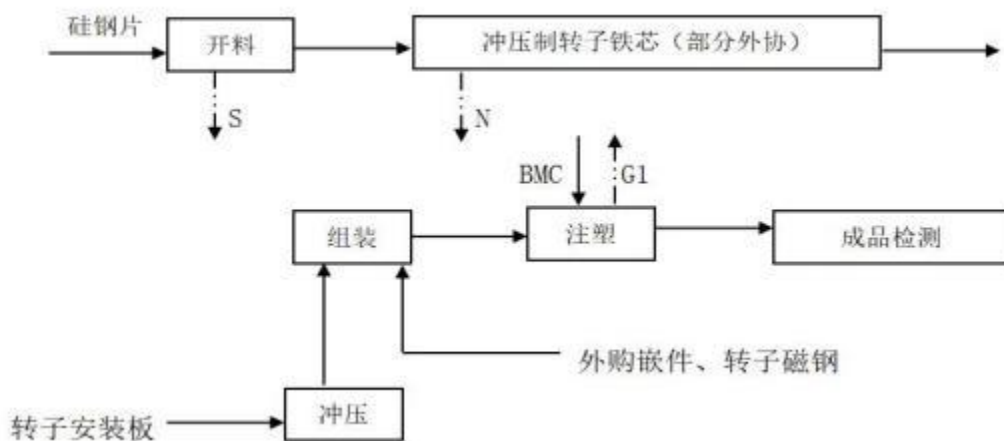 硅钢片
开料
冲压制转子铁芯（部分外协）
S
N
BMC
G1
组装
注塑
成品检测
外购嵌件、转子磁钢
转子安装板
冲压